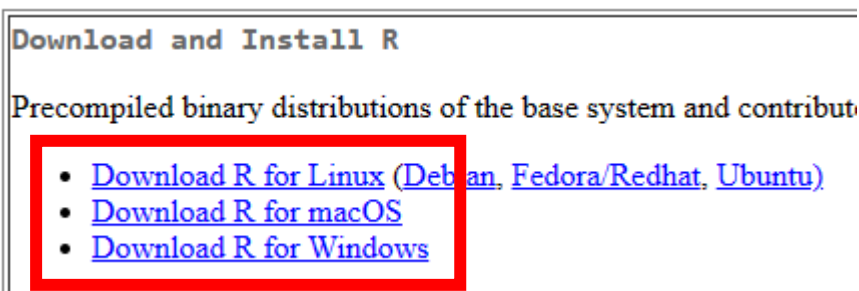 Download and Install R
Precompiled binary distributions of the base system and
Download R for Linux (Debian, Fedora/Redhat, Ubuntu)
Download R for macOS
Download R for Windows